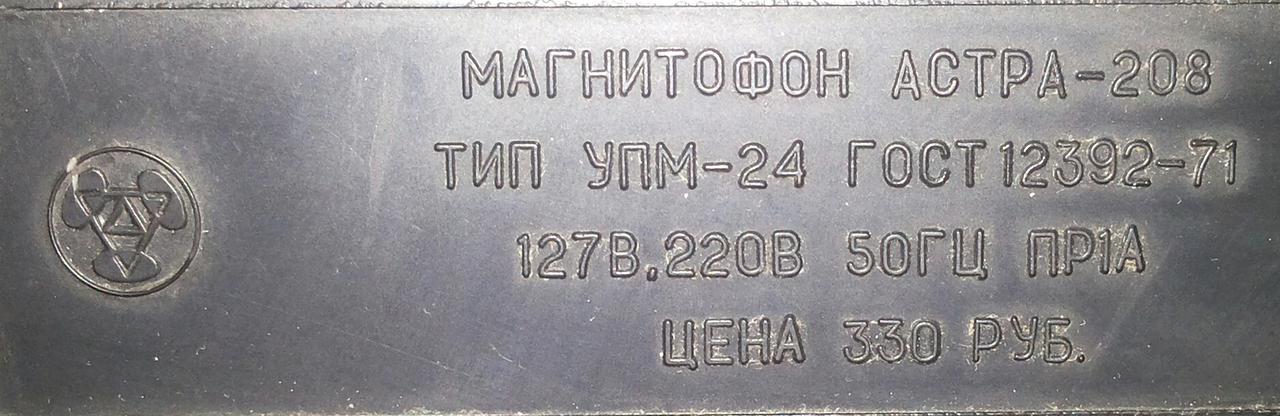 МАГНИТОФОН АСТРА-208
ТИП УПМ-24 ГОСТ 12392-71
127В,220В 50ГЦ ПР1А
ЦЕНА 330 РУБ.